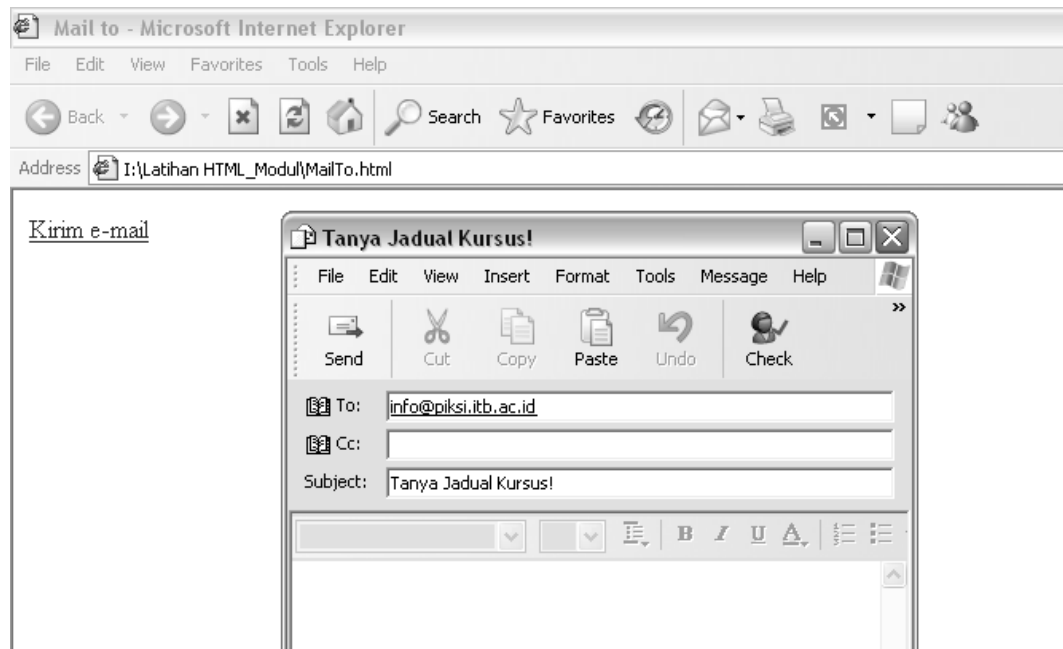 Mail to - Microsoft Internet Explorer
File Edit View Favorites Tools Help
Back Search Favorites
Address I:\Latihan HTML_Modul\MailTo.html
Kirim e-mail
Tanya Jadual Kursus!
File Edit View Insert Format Tools Message Help
»
Send Cut Copy Paste Undo Check
To: info@piksi.itb.ac.id
Cc:
Subject: Tanya Jadual Kursus!
B I U A